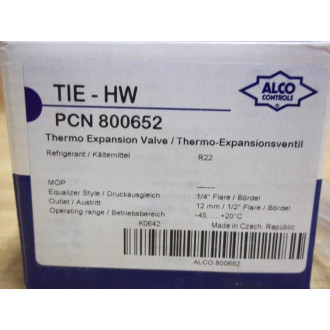 TIE - HW
ALCO
CONTROLS
PCN 800652
Thermo Expansion Valve / Thermo-Expansionsventil
Refrigerant / Kältemittel R22
MOP -------
Equalizer Style / Druckausgleich 1/4" Flare / Bördel
Outlet / Austritt 12 mm / 1/2" Flare / Bördel
Operating range / Betriebsbereich -45......+20°C
K0642 Made in Czech. Republic
ALCO 800652